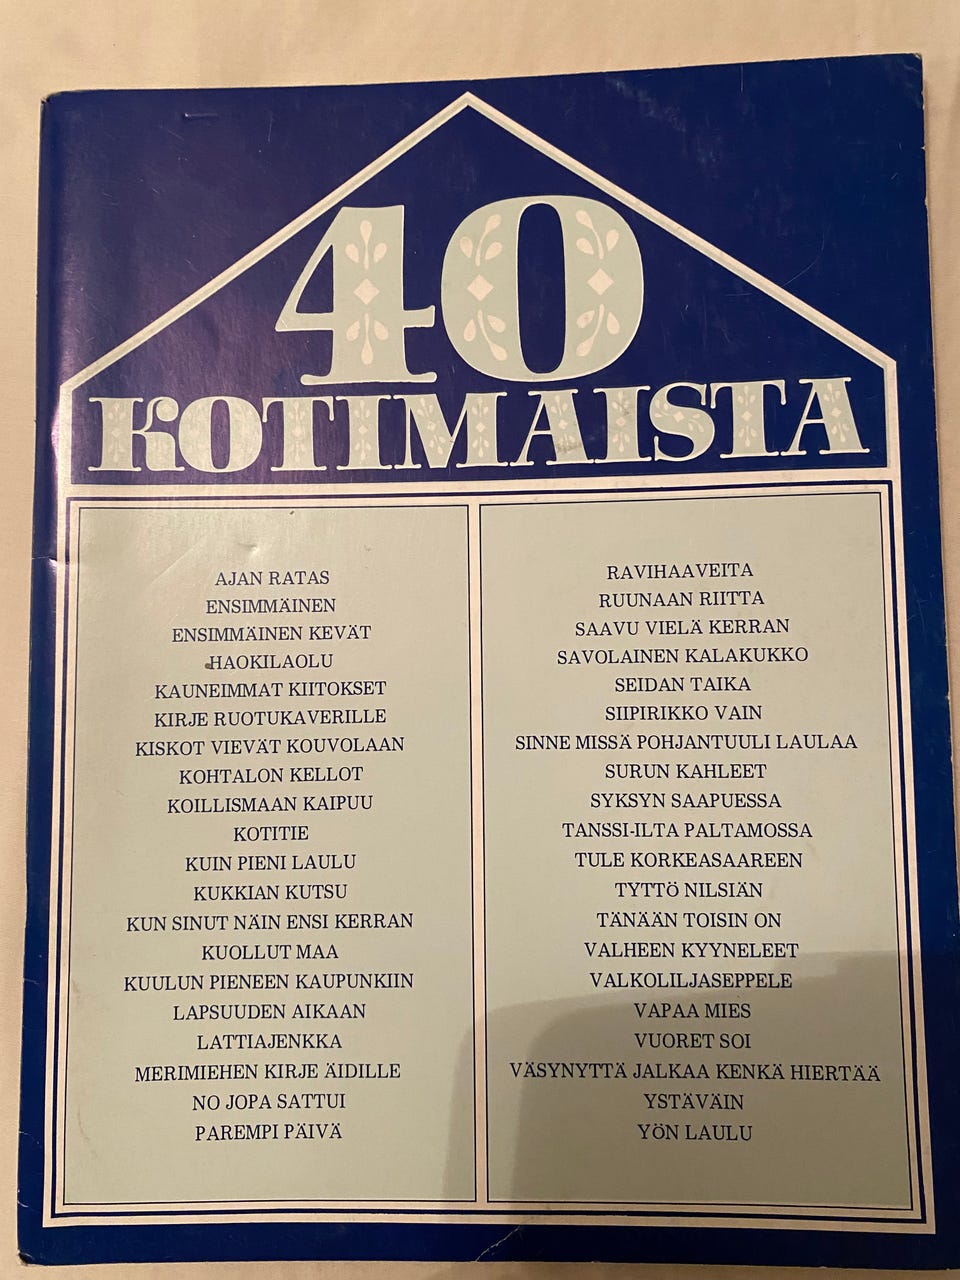 40
KOTIMAISTA
AJAN RATAS
ENSIMMÄINEN
ENSIMMÄINEN KEVÄT
HAOKILAOLU
KAUNEIMMAT KIITOKSET
KIRJE RUOTUKAVERILLE
KISKOT VIEVÄT KOUVOLAAN
KOHTALON KELLOT
KOILLISMAAN KAIPUU
KOTITIE
KUIN PIENI LAULU
KUKKIAN KUTSU
KUN SINUT NÄIN ENSI KERRAN
KUOLLUT MAA
KUULUN PIENEEN KAUPUNKIIN
LAPSUUDEN AIKAAN
LATTIAJENKKA
MERIMIEHEN KIRJE ÄIDILLE
NO JOPA SATTUI
PAREMPI PÄIVÄ
RAVIHAAVEITA
RUUNAAN RIITTA
SAAVU VIELÄ KERRAN
SAVOLAINEN KALAKUKKO
SEIDAN TAIKA
SIIPIRIKKO VAIN
SINNE MISSÄ POHJANTUULI LAULAA
SURUN KAHLEET
SYKSYN SAAPUESSA
TANSSI-ILTA PALTAMOSSA
TULE KORKEASAAREEN
TYTTÖ NILSIÄN
TÄNÄÄN TOISIN ON
VALHEEN KYYNELEET
VALKOLILJASEPPELE
VAPAA MIES
VUORET SOI
VÄSYNYTTÄ JALKAA KENKÄ HIERTÄÄ
YSTÄVÄIN
YÖN LAULU